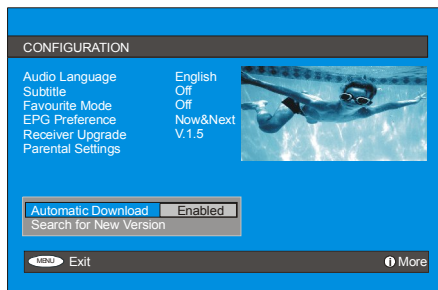 CONFIGURATION
Audio Language English
Subtitle Off
Favourite Mode Off
EPG Preference Now&Next
Receiver Upgrade V.1.5
Parental Settings
Automatic Download Enabled
Search for New Version
MENU Exit i More